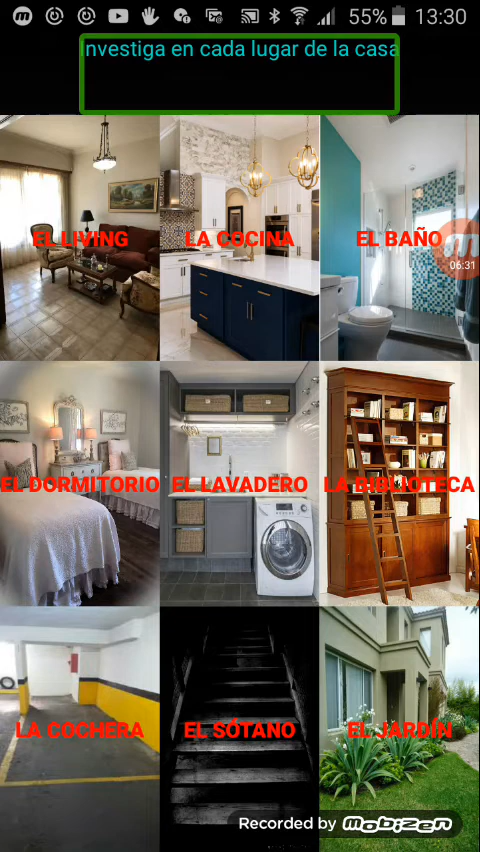 55% 13:30
Investiga en cada lugar de la casa
EL LIVING
LA COCINA
EL BAÑO
06:31
EL DORMITORIO
EL LAVADERO
LA BIBLIOTECA
LA COCHERA
EL SÓTANO
EL JARDÍN
Recorded by Mobizen